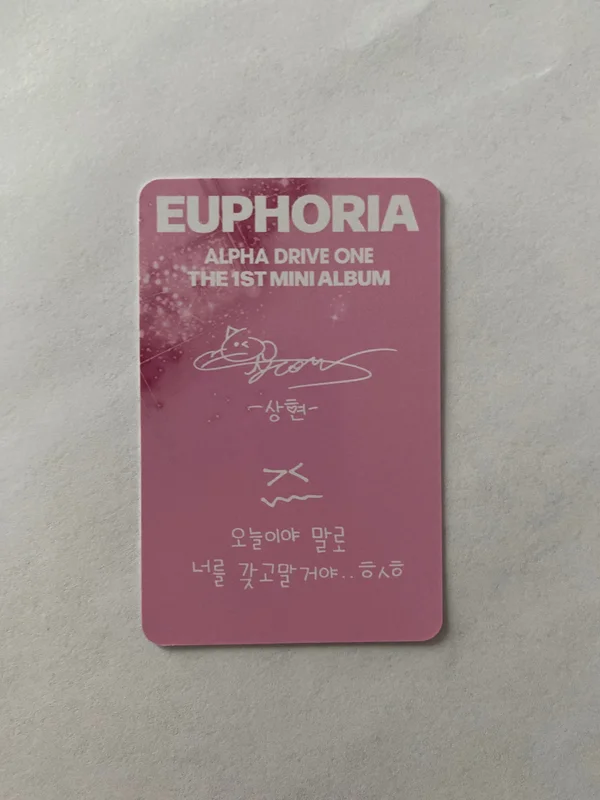 EUPHORIA
ALPHA DRIVE ONE
THE 1ST MINI ALBUM
-상현-
오늘이야 말로
너를 갖고말거야.. ㅎㅅㅎ